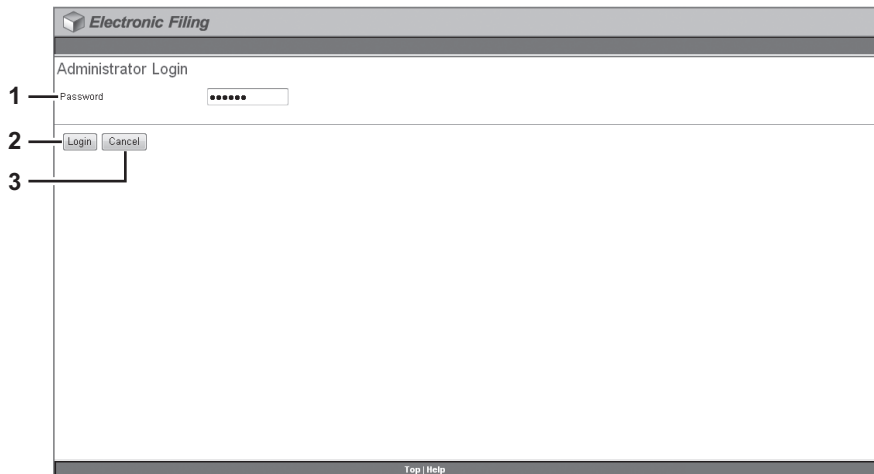 Electronic Filing
Administrator Login
1 Password ••••••
2 Login Cancel
3
Top | Help